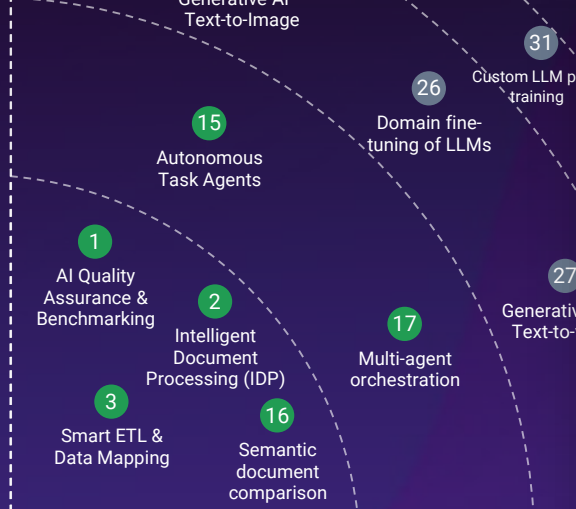 Generative AI
Text-to-Image
31
Custom LLM p
training
26
Domain fine-
tuning of LLMs
15
Autonomous
Task Agents
1
AI Quality
Assurance &
Benchmarking
2
Intelligent
Document
Processing (IDP)
27
Generativ
Text-to-
17
Multi-agent
orchestration
3
Smart ETL &
Data Mapping
16
Semantic
document
comparison